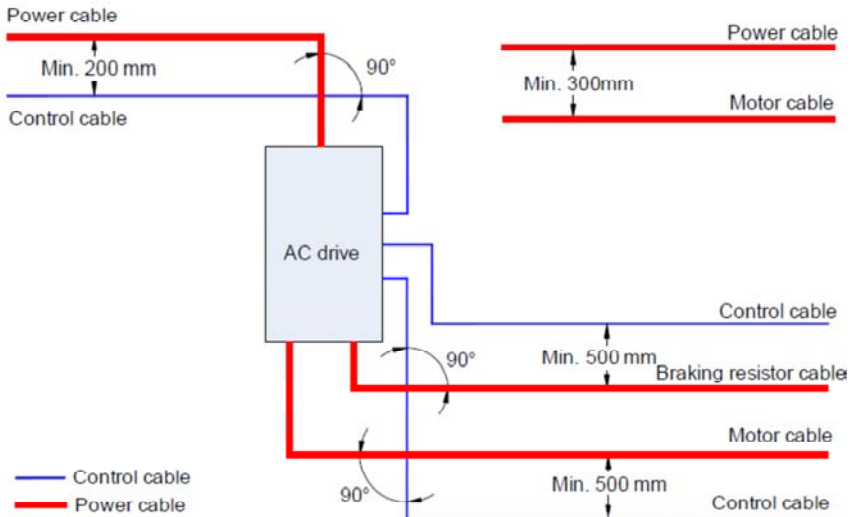 Power cable
Min. 200 mm
90°
Control cable
Power cable
Min. 300mm
Motor cable
AC drive
Control cable
90°
Min. 500 mm
Braking resistor cable
Motor cable
Control cable
90°
Min. 500 mm
Power cable
Control cable